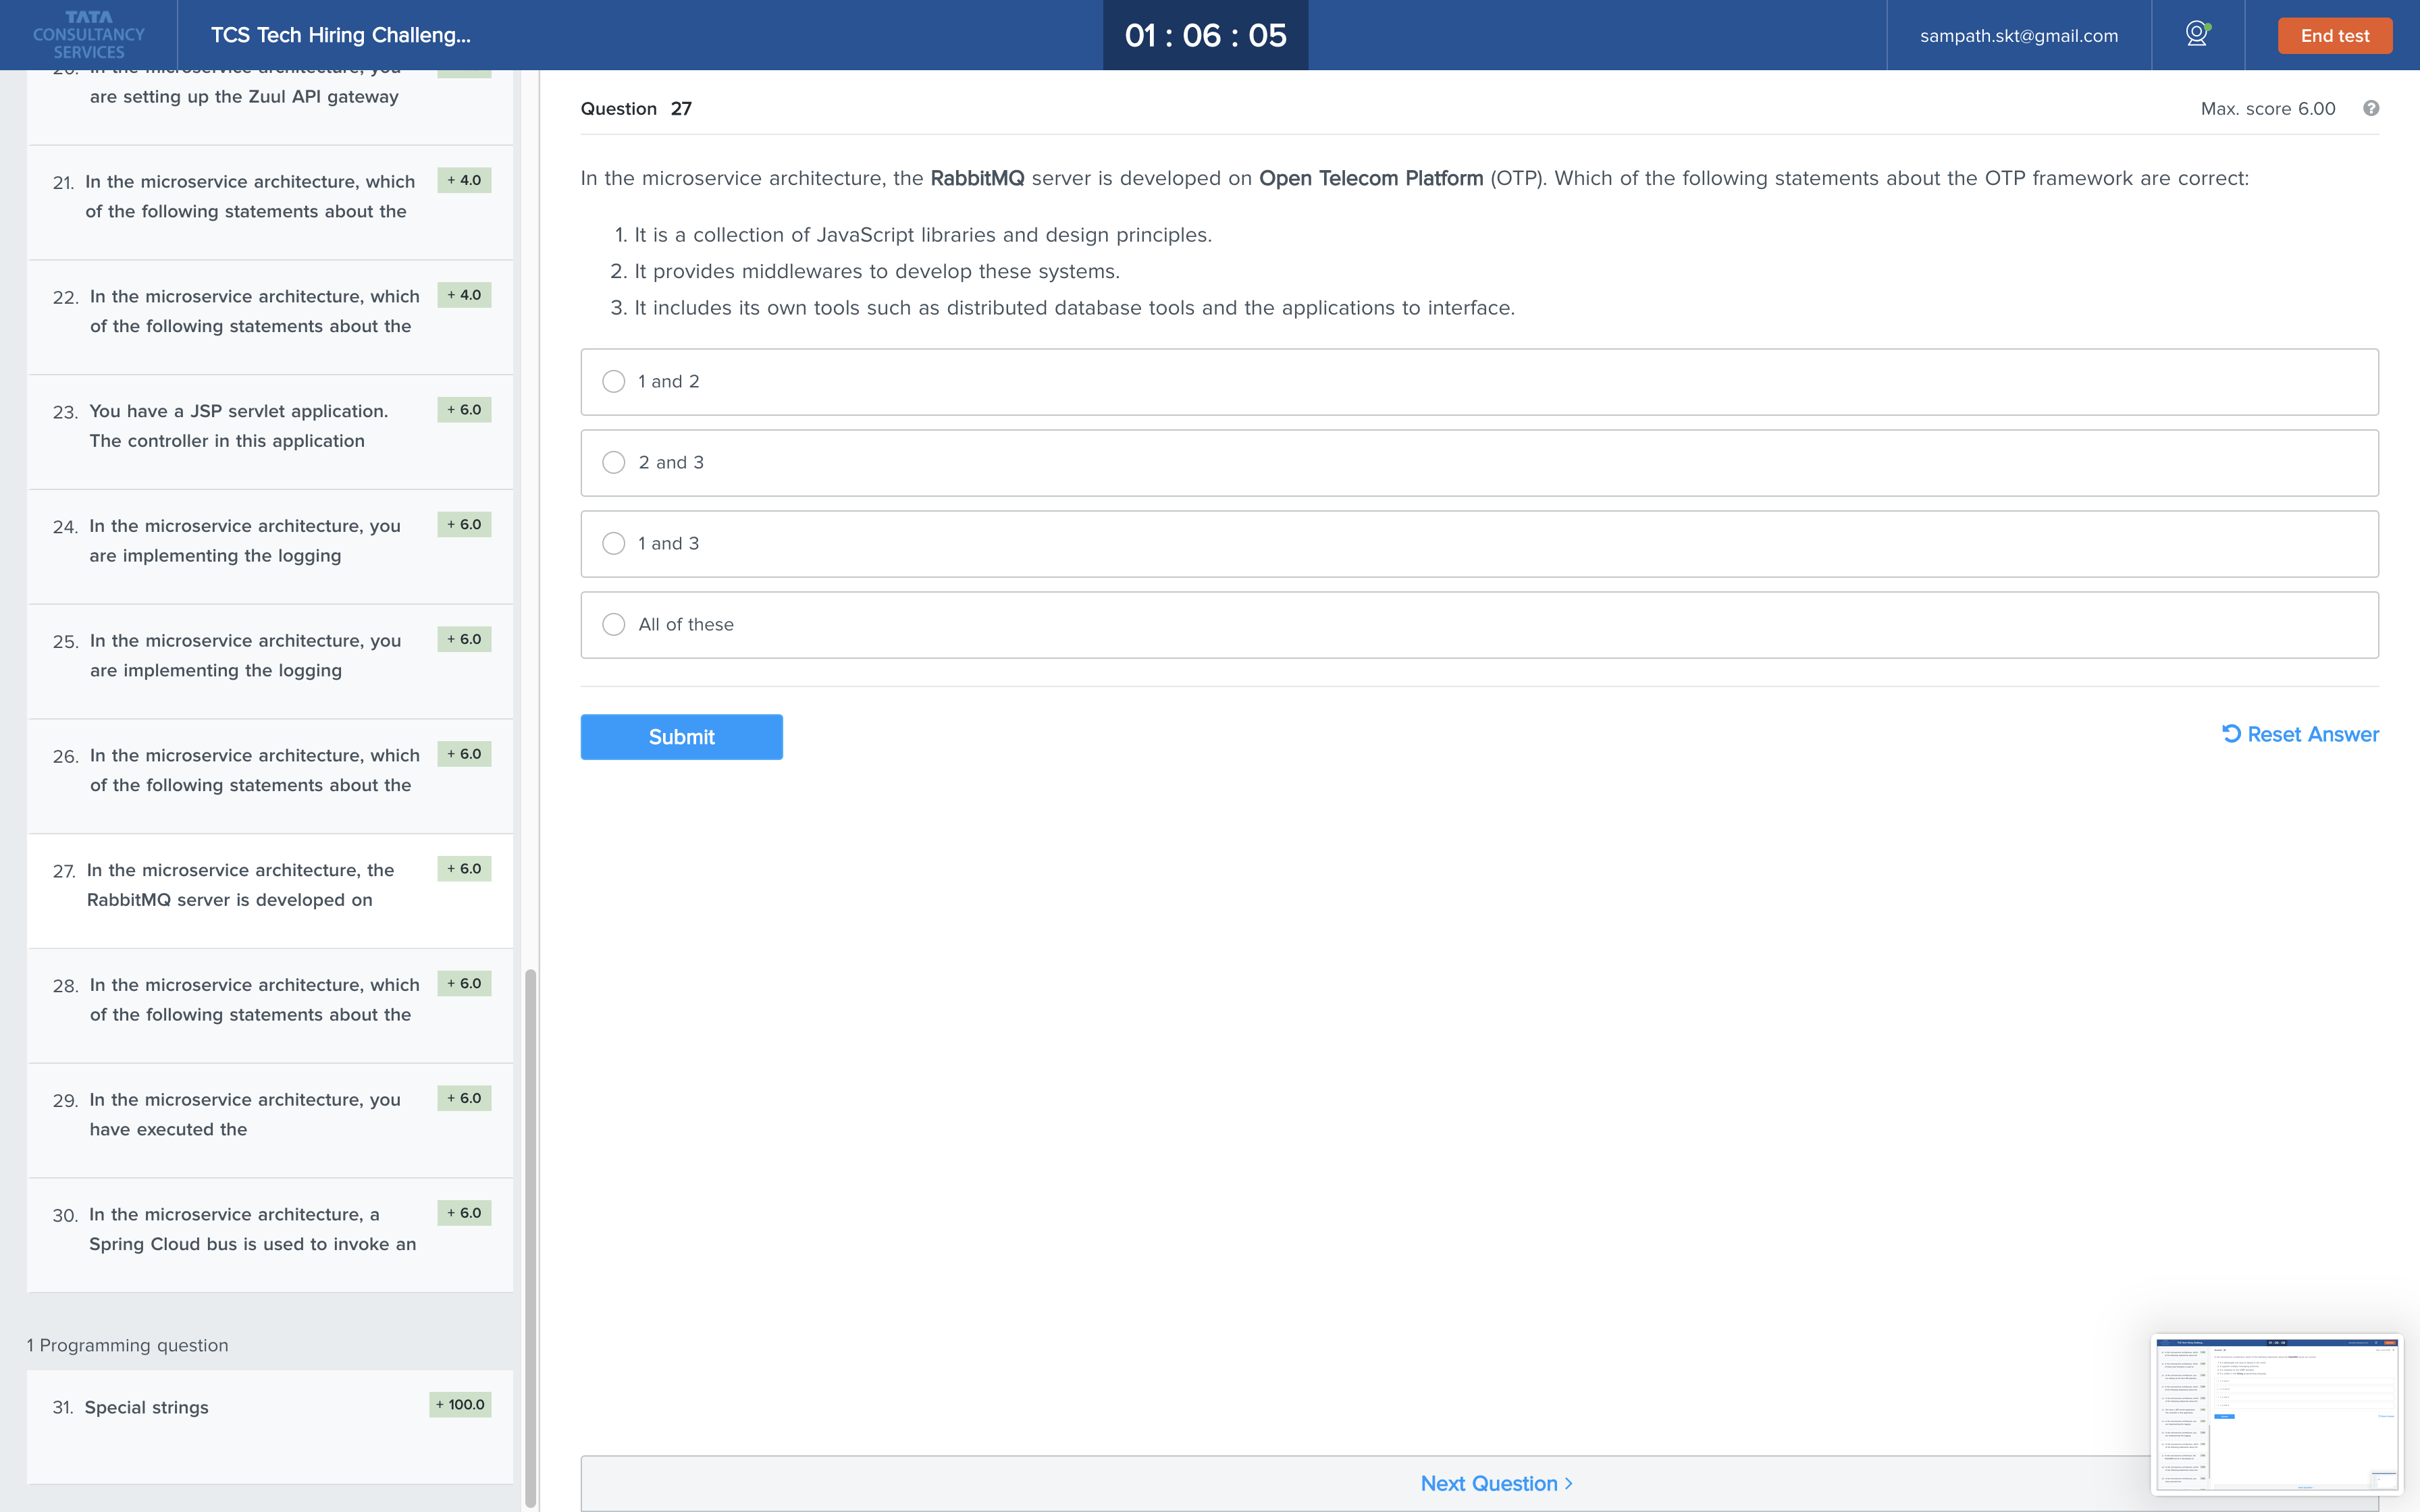 TATA
CONSULTANCY
SERVICES
TCS Tech Hiring Challeng...
01 : 06 : 05
sampath.skt@gmail.com
End test
are setting up the Zuul API gateway
21. In the microservice architecture, which + 4.0
of the following statements about the
22. In the microservice architecture, which + 4.0
of the following statements about the
23. You have a JSP servlet application. + 6.0
The controller in this application
24. In the microservice architecture, you + 6.0
are implementing the logging
25. In the microservice architecture, you + 6.0
are implementing the logging
26. In the microservice architecture, which + 6.0
of the following statements about the
27. In the microservice architecture, the + 6.0
RabbitMQ server is developed on
28. In the microservice architecture, which + 6.0
of the following statements about the
29. In the microservice architecture, you + 6.0
have executed the
30. In the microservice architecture, a + 6.0
Spring Cloud bus is used to invoke an
1 Programming question
31. Special strings + 100.0
Question 27
Max. score 6.00 ?
In the microservice architecture, the RabbitMQ server is developed on Open Telecom Platform (OTP). Which of the following statements about the OTP framework are correct:
1. It is a collection of JavaScript libraries and design principles.
2. It provides middlewares to develop these systems.
3. It includes its own tools such as distributed database tools and the applications to interface.
1 and 2
2 and 3
1 and 3
All of these
Submit
Reset Answer
Next Question >